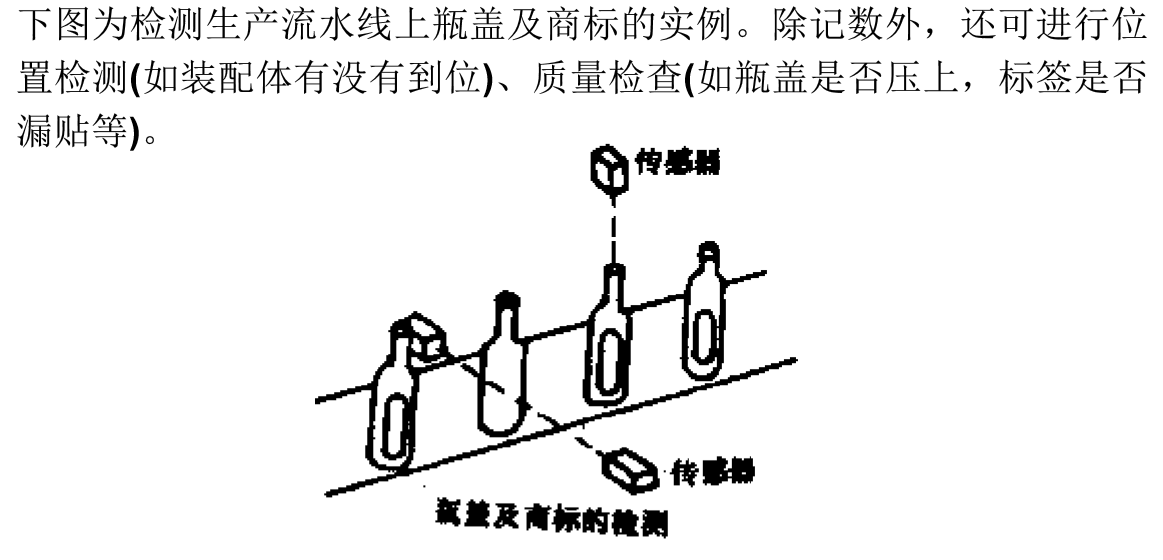 下图为检测生产流水线上瓶盖及商标的实例。除记数外，还可进行位
置检测(如装配体有没有到位)、质量检查(如瓶盖是否压上，标签是否
漏贴等)。
传感器
传感器
瓶盖及商标的检测